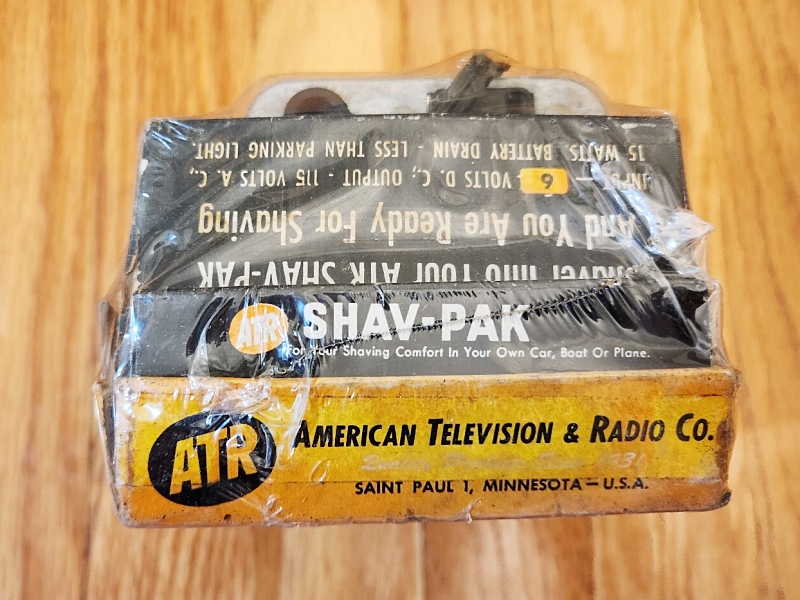 Shaver Into Your ATR SHAV-PAK
And You Are Ready For Shaving
INPUT — 6 VOLTS D. C., OUTPUT - 115 VOLTS A. C.,
15 WATTS. BATTERY DRAIN - LESS THAN PARKING LIGHT.
ATR SHAV-PAK
For Your Shaving Comfort In Your Own Car, Boat Or Plane.
ATR AMERICAN TELEVISION & RADIO CO.
SAINT PAUL 1, MINNESOTA — U.S.A.